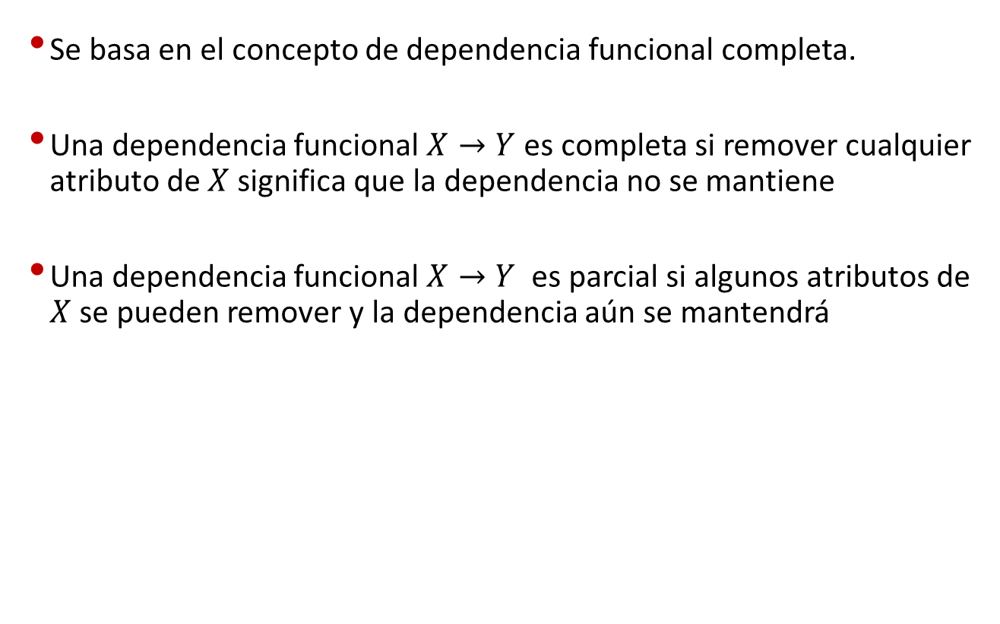 • Se basa en el concepto de dependencia funcional completa.
• Una dependencia funcional X → Y es completa si remover cualquier
atributo de X significa que la dependencia no se mantiene
• Una dependencia funcional X → Y es parcial si algunos atributos de
X se pueden remover y la dependencia aún se mantendrá